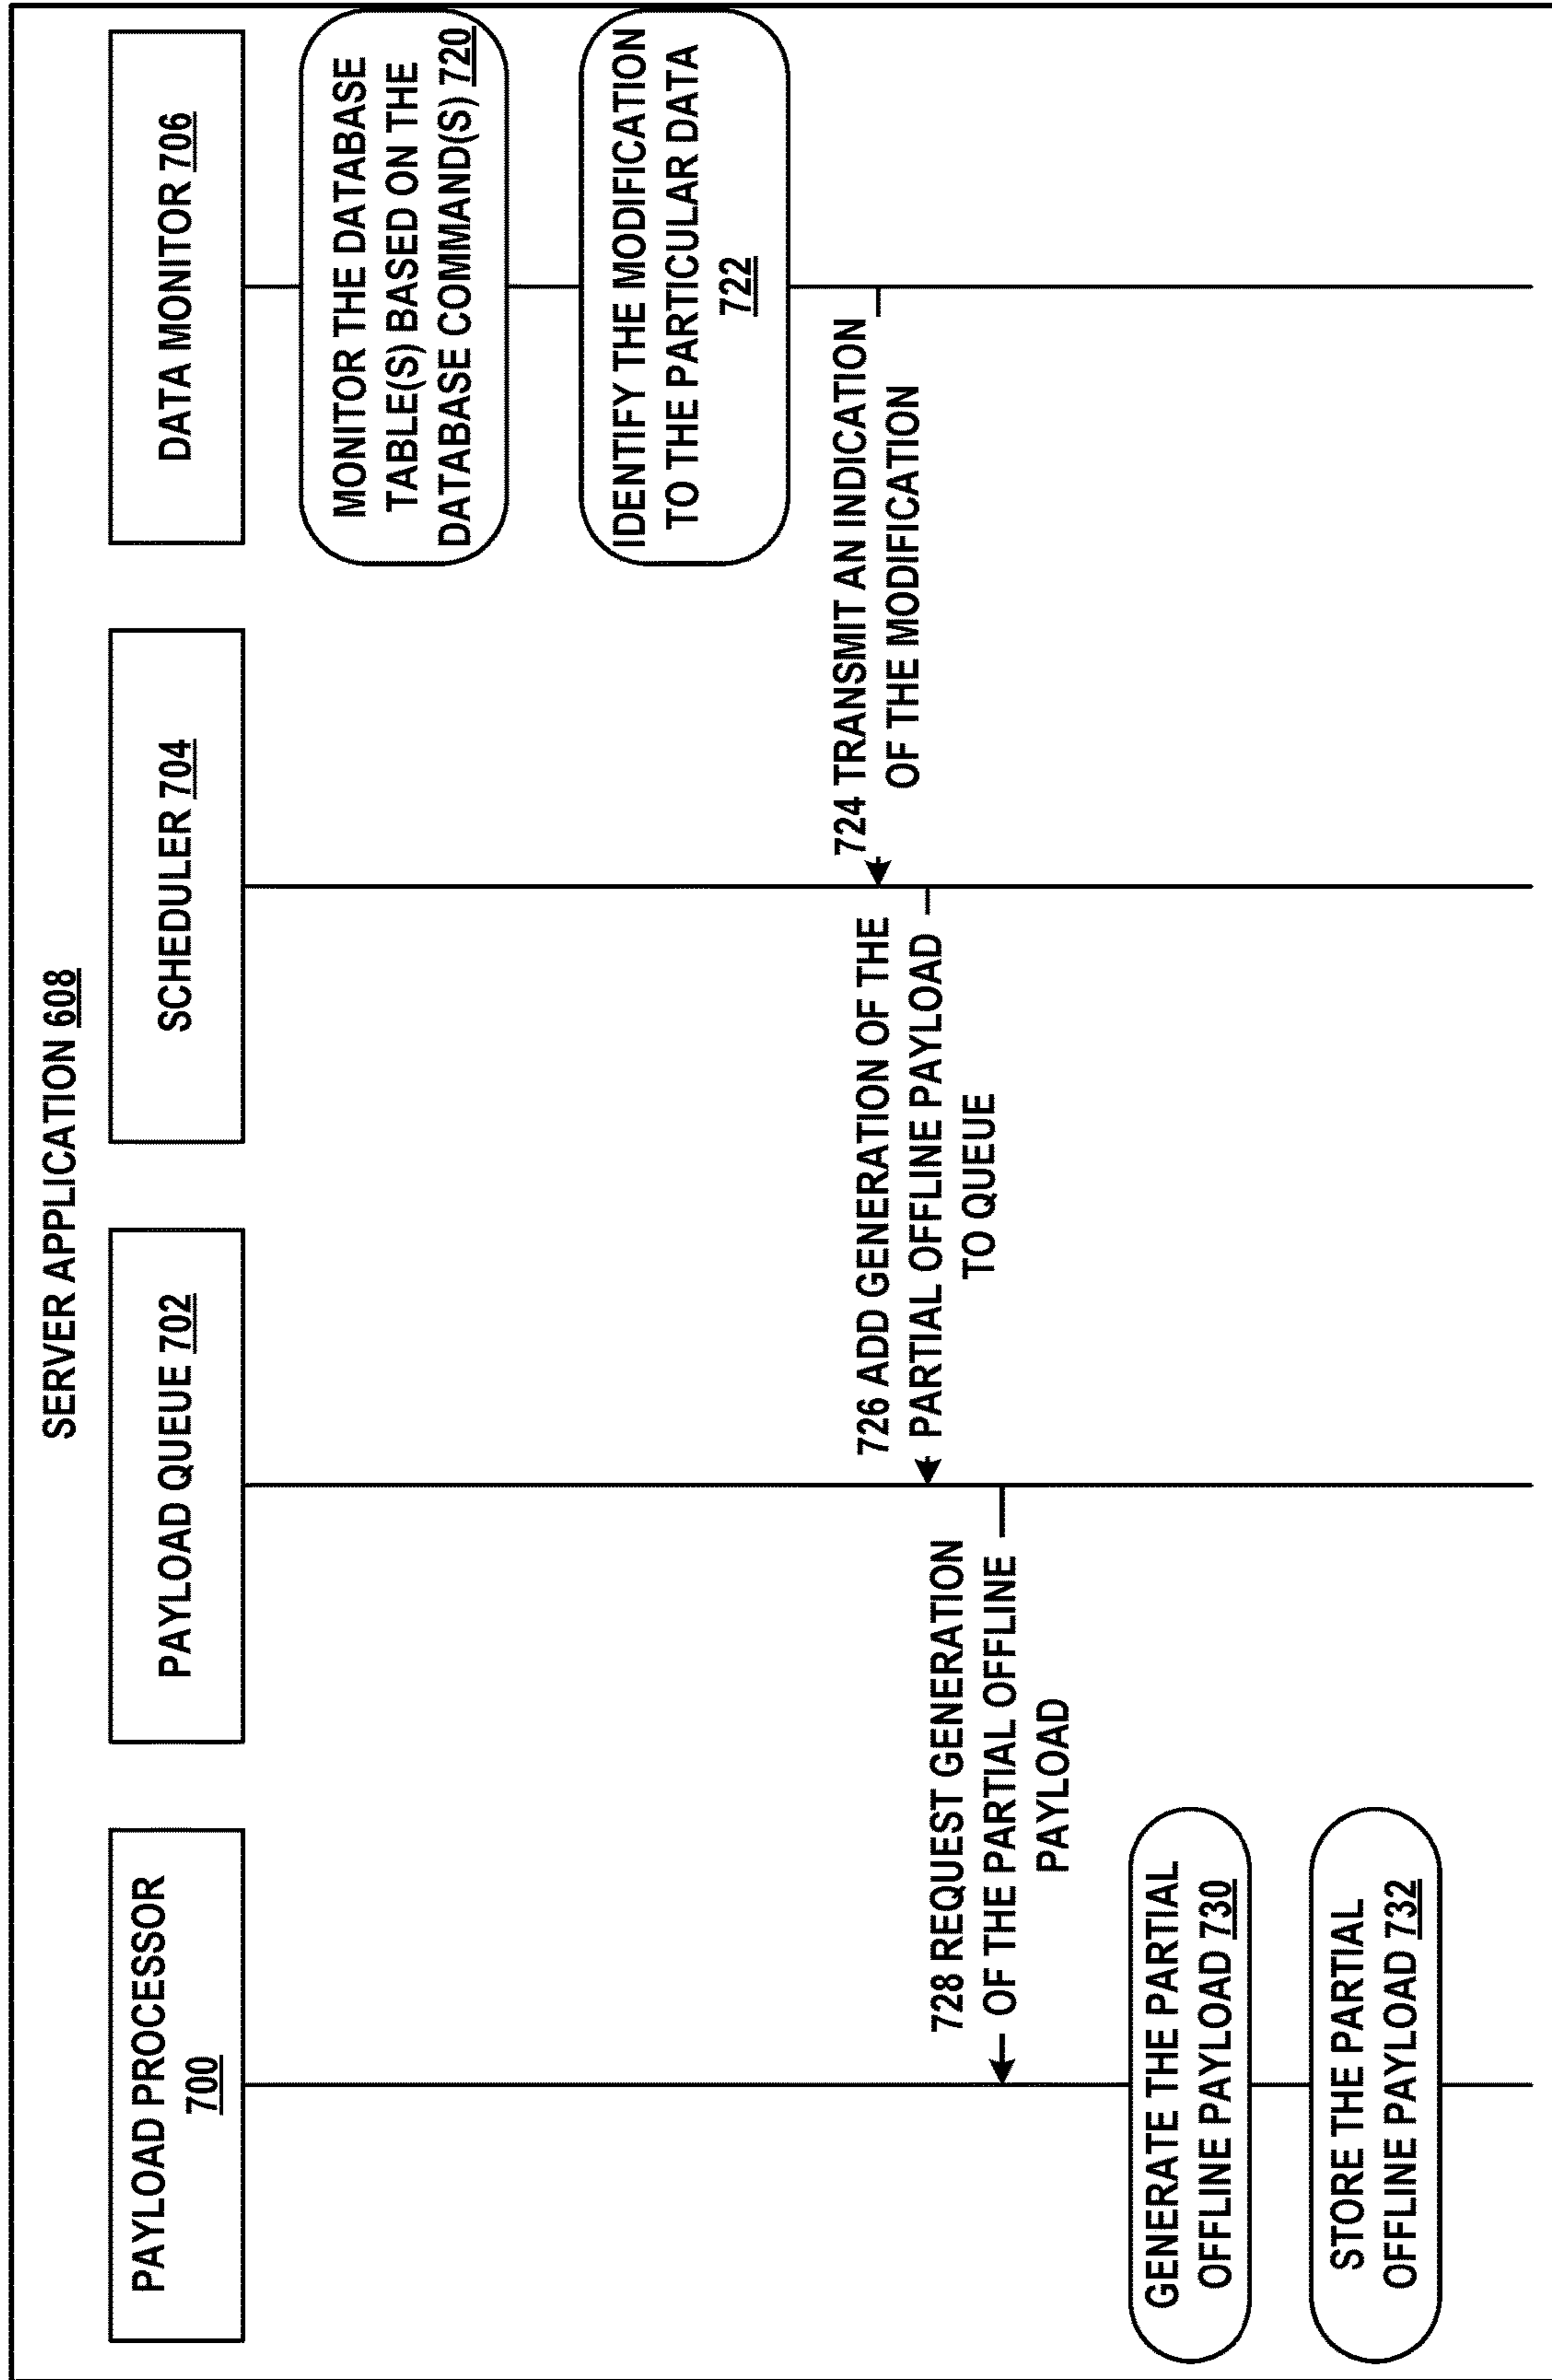 SERVER APPLICATION 608
PAYLOAD PROCESSOR
700
PAYLOAD QUEUE 702
SCHEDULER 704
DATA MONITOR 706
MONITOR THE DATABASE
TABLE(S) BASED ON THE
DATABASE COMMAND(S) 720
IDENTIFY THE MODIFICATION
TO THE PARTICULAR DATA
722
724 TRANSMIT AN INDICATION
OF THE MODIFICATION
726 ADD GENERATION OF THE
PARTIAL OFFLINE PAYLOAD
TO QUEUE
728 REQUEST GENERATION
OF THE PARTIAL OFFLINE
PAYLOAD
GENERATE THE PARTIAL
OFFLINE PAYLOAD 730
STORE THE PARTIAL
OFFLINE PAYLOAD 732